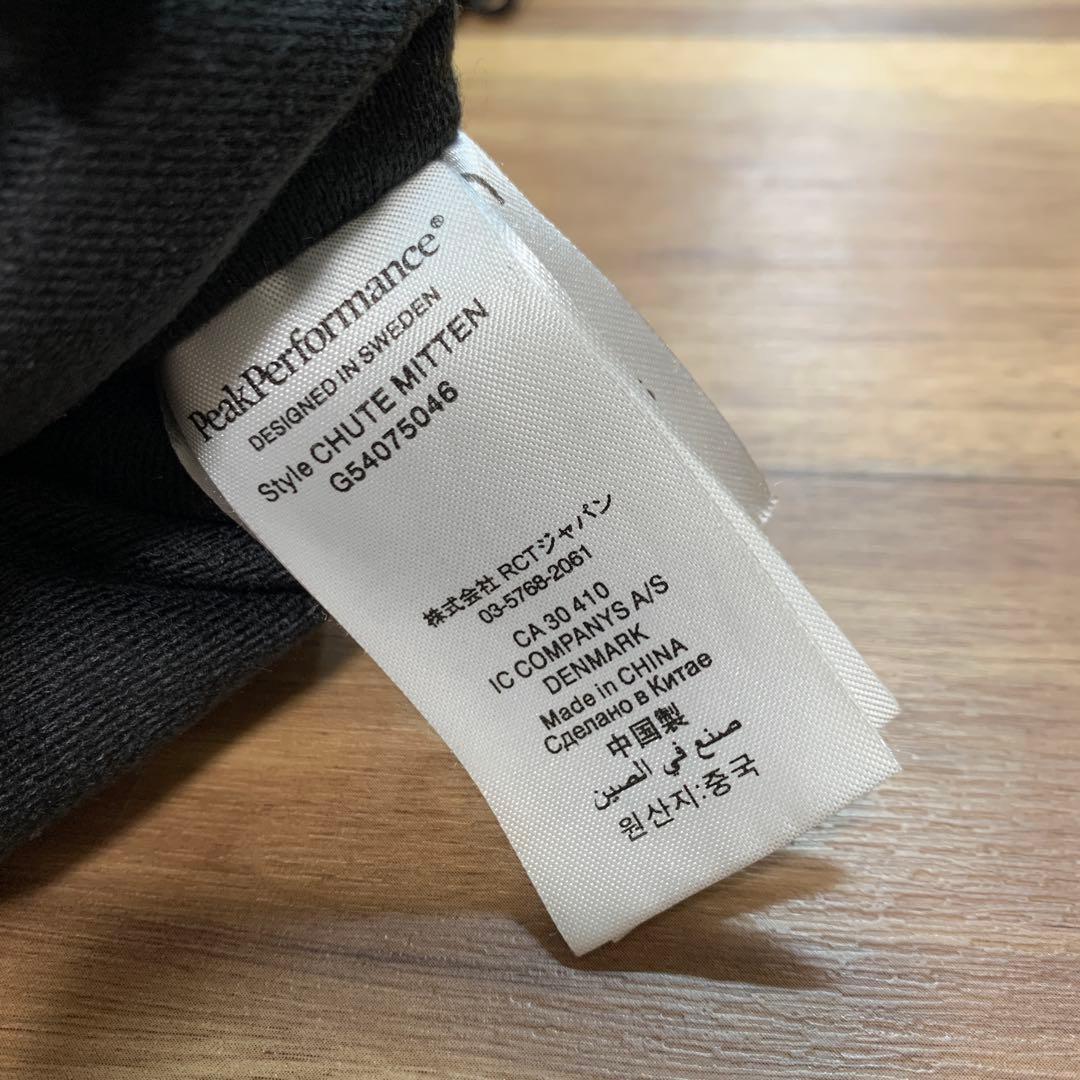 PeakPerformance®
DESIGNED IN SWEDEN
Style CHUTE MITTEN
G54075046
株式会社 RCTジャパン
03-5768-2061
CA 30 410
IC COMPANYS A/S
DENMARK
Made in CHINA
Сделано в Китае
中国製
صنع في الصين
원산지:중국